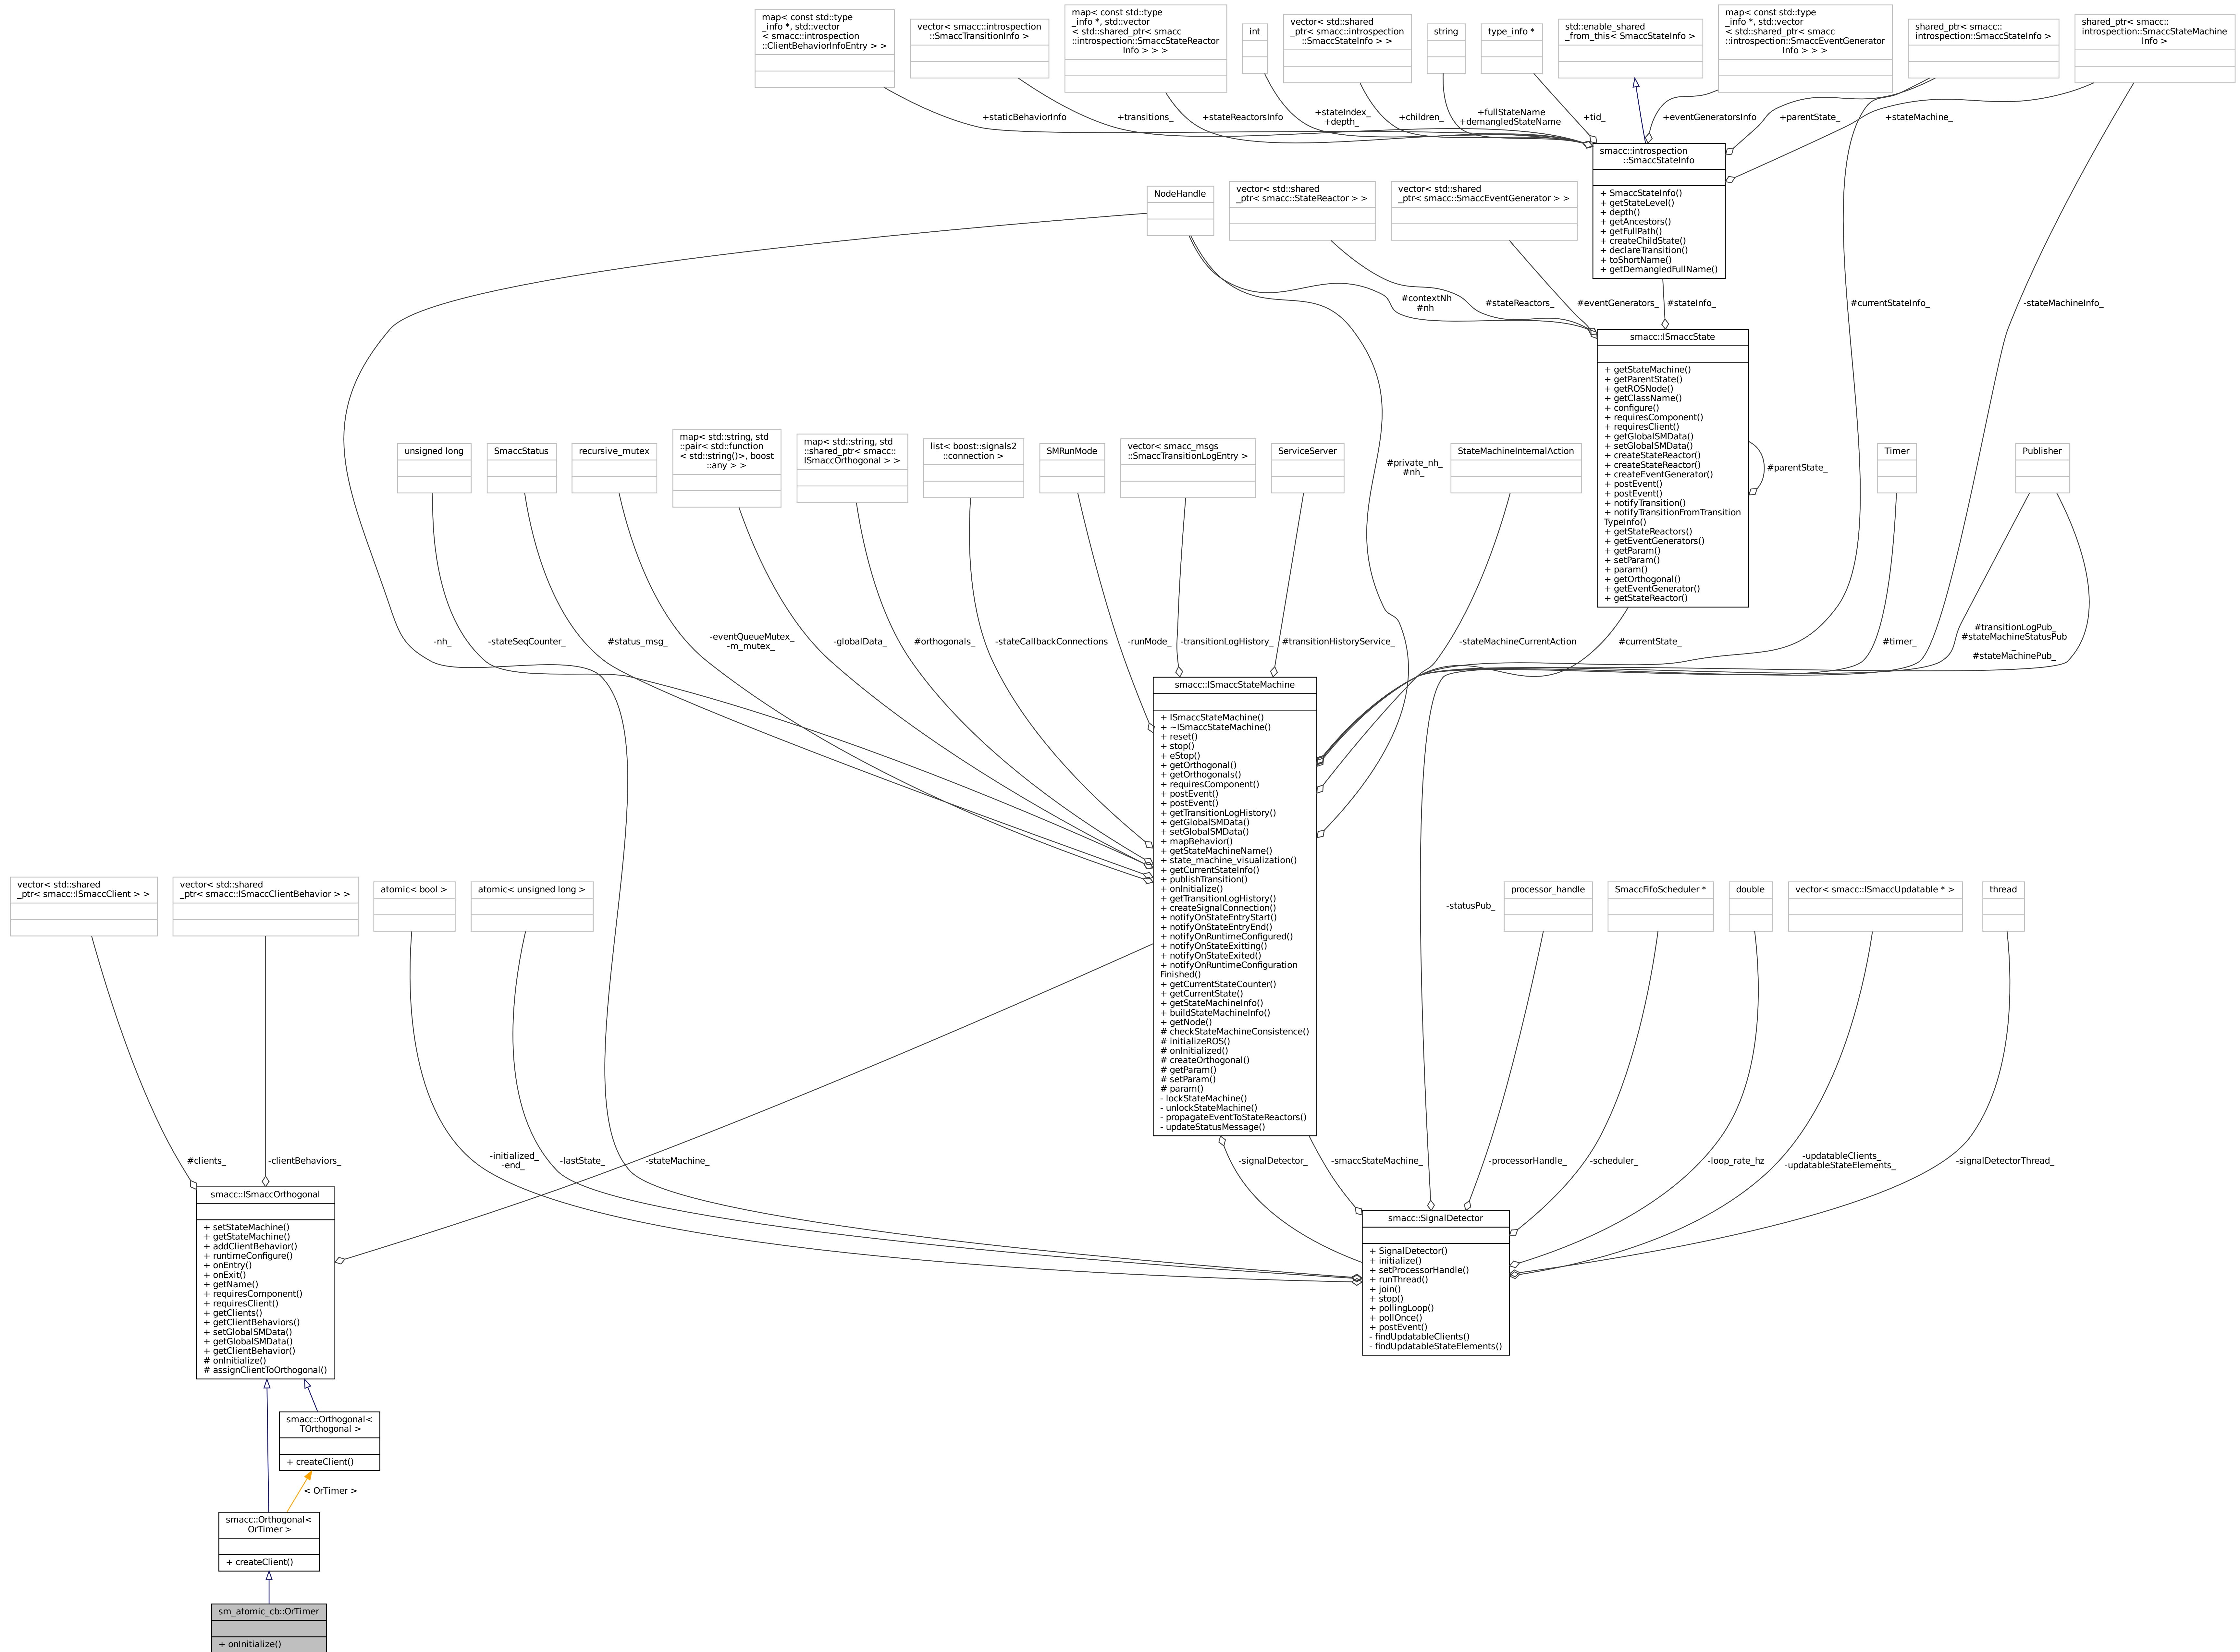 map< const std::type
_info *, std::vector
< smacc::introspection
::ClientBehaviorInfoEntry > >
vector< smacc::introspection
::SmaccTransitionInfo >
map< const std::type
_info *, std::vector
< std::shared_ptr< smacc
::introspection::SmaccStateReactor
Info > > >
int
vector< std::shared
_ptr< smacc::introspection
::SmaccStateInfo > >
string
type_info *
std::enable_shared
_from_this< SmaccStateInfo >
map< const std::type
_info *, std::vector
< std::shared_ptr< smacc
::introspection::SmaccEventGenerator
Info > > >
shared_ptr< smacc::
introspection::SmaccStateInfo >
shared_ptr< smacc::
introspection::SmaccStateMachine
Info >
+staticBehaviorInfo
+transitions_
+stateReactorsInfo
+stateIndex_
+depth_
+children_
+fullStateName
+demangledStateName
+tid_
+eventGeneratorsInfo
+parentState_
+stateMachine_
smacc::introspection
::SmaccStateInfo
+ SmaccStateInfo()
+ getStateLevel()
+ depth()
+ getAncestors()
+ getFullPath()
+ createChildState()
+ declareTransition()
+ toShortName()
+ getDemangledFullName()
NodeHandle
vector< std::shared
_ptr< smacc::StateReactor > >
vector< std::shared
_ptr< smacc::SmaccEventGenerator > >
#contextNh
#nh
#stateReactors_
#eventGenerators_
#stateInfo_
#currentStateInfo_
-stateMachineInfo_
smacc::ISmaccState
+ getStateMachine()
+ getParentState()
+ getROSNode()
+ getClassName()
+ configure()
+ requiresComponent()
+ requiresClient()
+ getGlobalSMData()
+ setGlobalSMData()
+ createStateReactor()
+ createStateReactor()
+ createEventGenerator()
+ postEvent()
+ postEvent()
+ notifyTransition()
+ notifyTransitionFromTransition
TypeInfo()
+ getStateReactors()
+ getEventGenerators()
+ getParam()
+ setParam()
+ param()
+ getOrthogonal()
+ getEventGenerator()
+ getStateReactor()
#parentState_
unsigned long
SmaccStatus
recursive_mutex
map< std::string, std
::pair< std::function
< std::string()>, boost
::any > >
map< std::string, std
::shared_ptr< smacc::
ISmaccOrthogonal > >
list< boost::signals2
::connection >
SMRunMode
vector< smacc_msgs
::SmaccTransitionLogEntry >
ServiceServer
#private_nh_
#nh_
StateMachineInternalAction
Timer
Publisher
-nh_
-stateSeqCounter_
#status_msg_
-eventQueueMutex_
-m_mutex_
-globalData_
#orthogonals_
-stateCallbackConnections
-runMode_
-transitionLogHistory_
#transitionHistoryService_
-stateMachineCurrentAction
#currentState_
#timer_
#transitionLogPub_
#stateMachineStatusPub
_
#stateMachinePub_
smacc::ISmaccStateMachine
+ ISmaccStateMachine()
+ ~ISmaccStateMachine()
+ reset()
+ stop()
+ eStop()
+ getOrthogonal()
+ getOrthogonals()
+ requiresComponent()
+ postEvent()
+ postEvent()
+ getTransitionLogHistory()
+ getGlobalSMData()
+ setGlobalSMData()
+ mapBehavior()
+ getStateMachineName()
+ state_machine_visualization()
+ getCurrentStateInfo()
+ publishTransition()
+ onInitialize()
+ getTransitionLogHistory()
+ createSignalConnection()
+ notifyOnStateEntryStart()
+ notifyOnStateEntryEnd()
+ notifyOnRuntimeConfigured()
+ notifyOnStateExitting()
+ notifyOnStateExited()
+ notifyOnRuntimeConfiguration
Finished()
+ getCurrentStateCounter()
+ getCurrentState()
+ getStateMachineInfo()
+ buildStateMachineInfo()
+ getNode()
# checkStateMachineConsistence()
# initializeROS()
# onInitialized()
# createOrthogonal()
# getParam()
# setParam()
# param()
- lockStateMachine()
- unlockStateMachine()
- propagateEventToStateReactors()
- updateStatusMessage()
vector< std::shared
_ptr< smacc::ISmaccClient > >
vector< std::shared
_ptr< smacc::ISmaccClientBehavior > >
atomic< bool >
atomic< unsigned long >
-statusPub_
processor_handle
SmaccFifoScheduler *
double
vector< smacc::ISmaccUpdatable * >
thread
#clients_
-clientBehaviors_
-initialized_
-end_
-lastState_
-stateMachine_
-signalDetector_
-smaccStateMachine_
-processorHandle_
-scheduler_
-loop_rate_hz
-updatableClients_
-updatableStateElements_
-signalDetectorThread_
smacc::ISmaccOrthogonal
+ setStateMachine()
+ getStateMachine()
+ addClientBehavior()
+ runtimeConfigure()
+ onEntry()
+ onExit()
+ getName()
+ requiresComponent()
+ requiresClient()
+ getClients()
+ getClientBehaviors()
+ setGlobalSMData()
+ getGlobalSMData()
+ getClientBehavior()
# onInitialize()
# assignClientToOrthogonal()
smacc::SignalDetector
+ SignalDetector()
+ initialize()
+ setProcessorHandle()
+ runThread()
+ join()
+ stop()
+ pollingLoop()
+ pollOnce()
+ postEvent()
- findUpdatableClients()
- findUpdatableStateElements()
smacc::Orthogonal<
TOrthogonal >
+ createClient()
< OrTimer >
smacc::Orthogonal<
OrTimer >
+ createClient()
sm_atomic_cb::OrTimer
+ onInitialize()